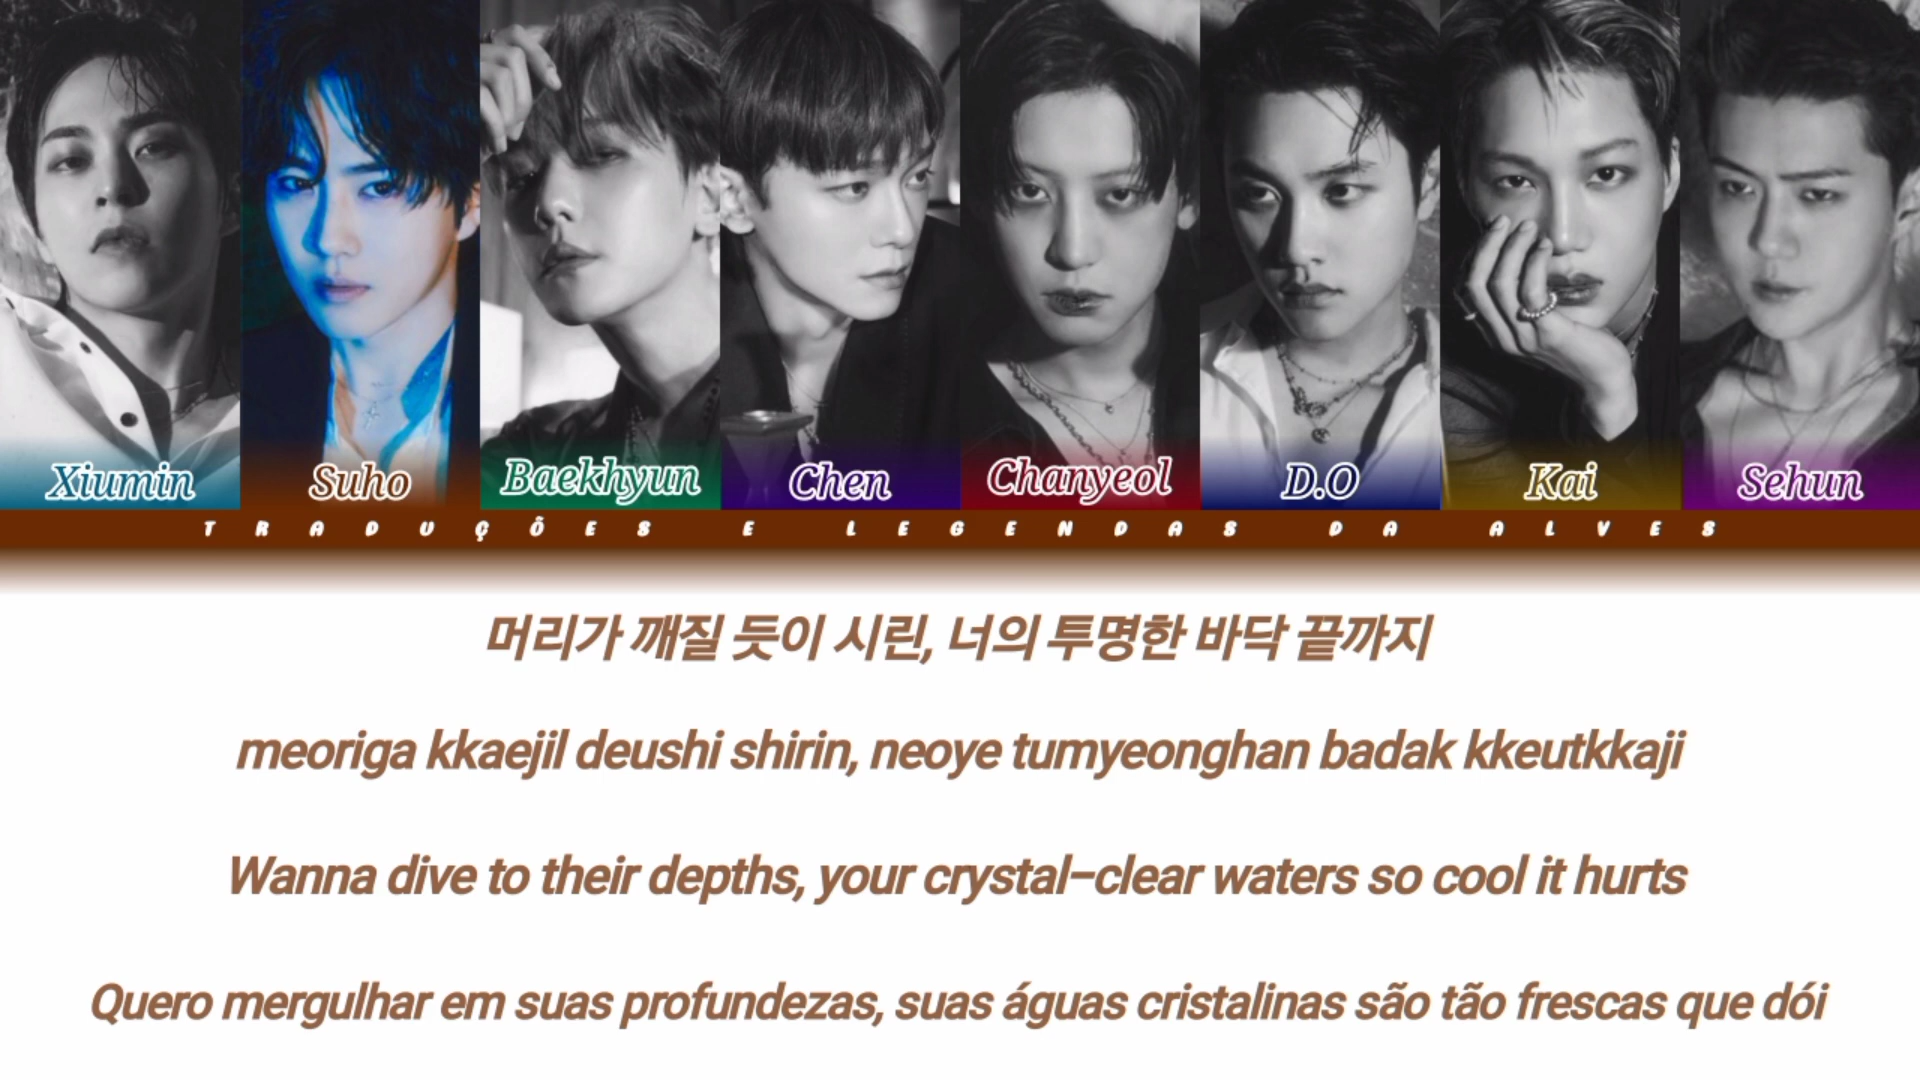 Xiumin Suho Baekhyun Chen Chanyeol D.O Kai Sehun
TRADUÇÕES E LEGENDAS DA ALVES
머리가 깨질 듯이 시린, 너의 투명한 바닥 끝까지
meoriga kkaejil deushi shirin, neoye tumyeonghan badak kkeutkkaji
Wanna dive to their depths, your crystal-clear waters so cool it hurts
Quero mergulhar em suas profundezas, suas águas cristalinas são tão frescas que dói